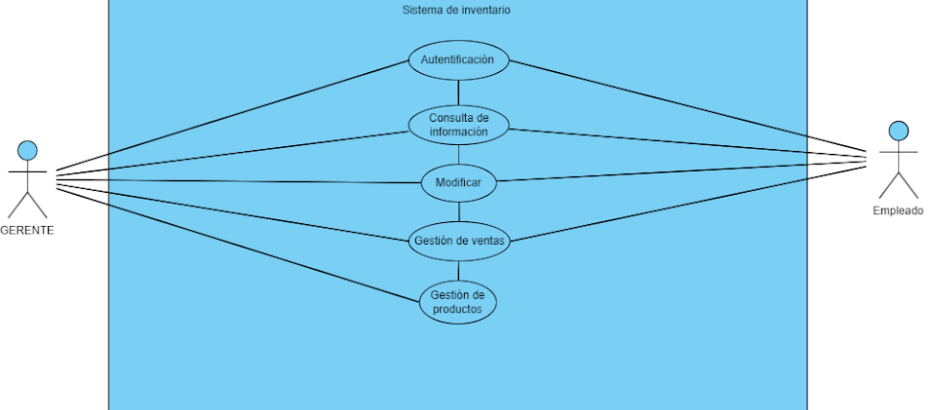 Sistema de inventario
Autentificación
Consulta de
información
GERENTE
Modificar
Empleado
Gestión de ventas
Gestión de
productos